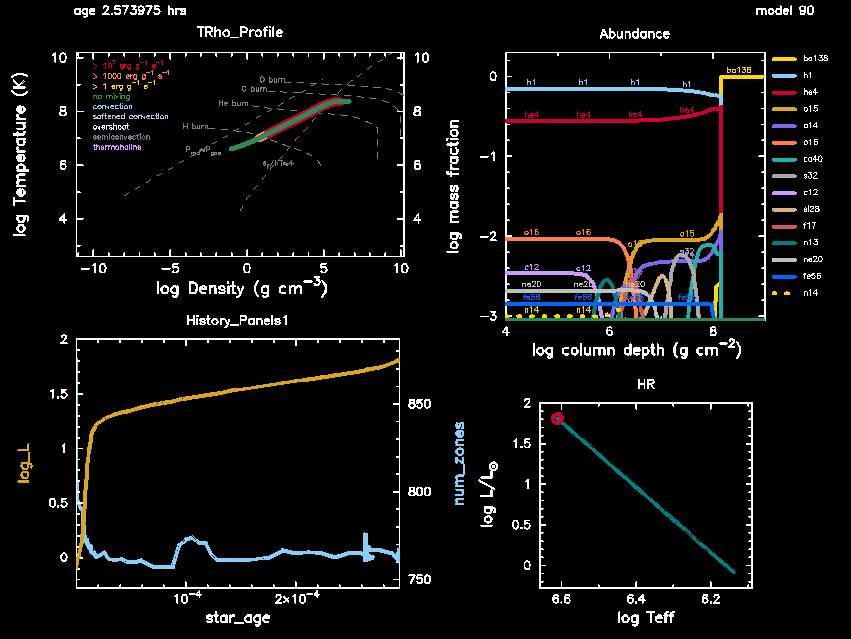 age 2.573975 hrs
model 90
TRho_Profile
10
8
6
4
log Temperature (K)
> 10⁷ erg g⁻¹ s⁻¹
> 1000 erg g⁻¹ s⁻¹
> 1 erg g⁻¹ s⁻¹
no mixing
convection
softened convection
overshoot
semiconvection
thermohaline
O burn
C burn
He burn
H burn
P_rad≈P_gas
ε_F/kT≈4
10
8
6
4
−10
−5
0
5
10
log Density (g cm⁻³)
Abundance
0
−1
−2
−3
log mass fraction
ba138
h1
h1
h1
h1
he4
he4
he4
he4
o16
o16
o15
c12
c12
ne20
ne20
ne20
s32
fe56
fe56
n14
n14
4
6
8
log column depth (g cm⁻²)
ba138
h1
he4
o15
o14
o16
ca40
s32
c12
si28
f17
n13
ne20
fe56
n14
History_Panels1
2
1.5
1
0.5
0
log_L
850
800
750
num_zones
10⁻⁴
2×10⁻⁴
star_age
HR
2
1.5
1
0.5
0
log L/L☉
6.6
6.4
6.2
log Teff